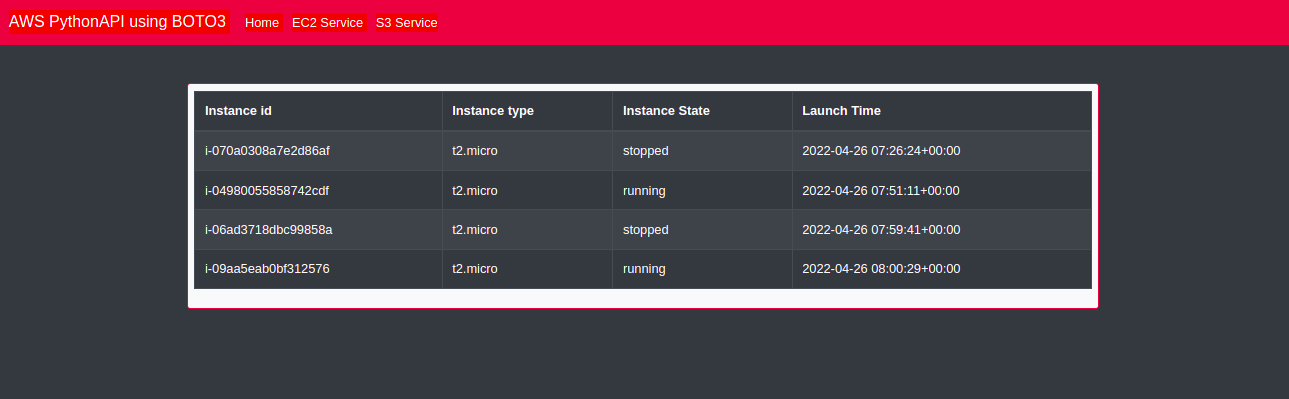 AWS PythonAPI using BOTO3 Home EC2 Service S3 Service
Instance id Instance type Instance State Launch Time
i-070a0308a7e2d86af t2.micro stopped 2022-04-26 07:26:24+00:00
i-04980055858742cdf t2.micro running 2022-04-26 07:51:11+00:00
i-06ad3718dbc99858a t2.micro stopped 2022-04-26 07:59:41+00:00
i-09aa5eab0bf312576 t2.micro running 2022-04-26 08:00:29+00:00